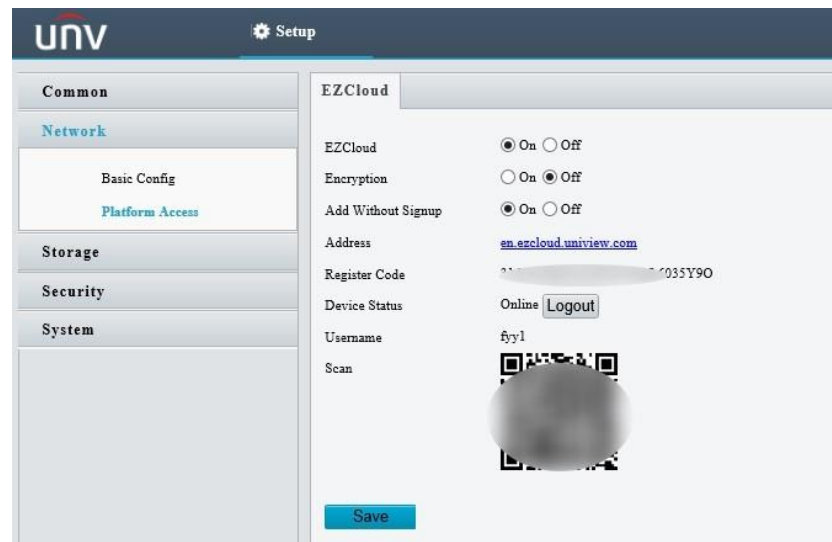 unv
Setup
Common
Network
Basic Config
Platform Access
Storage
Security
System
EZCloud
EZCloud On Off
Encryption On Off
Add Without Signup On Off
Address en.ezcloud.uniview.com
Register Code 035Y9O
Device Status Online Logout
Username fyy1
Scan
Save